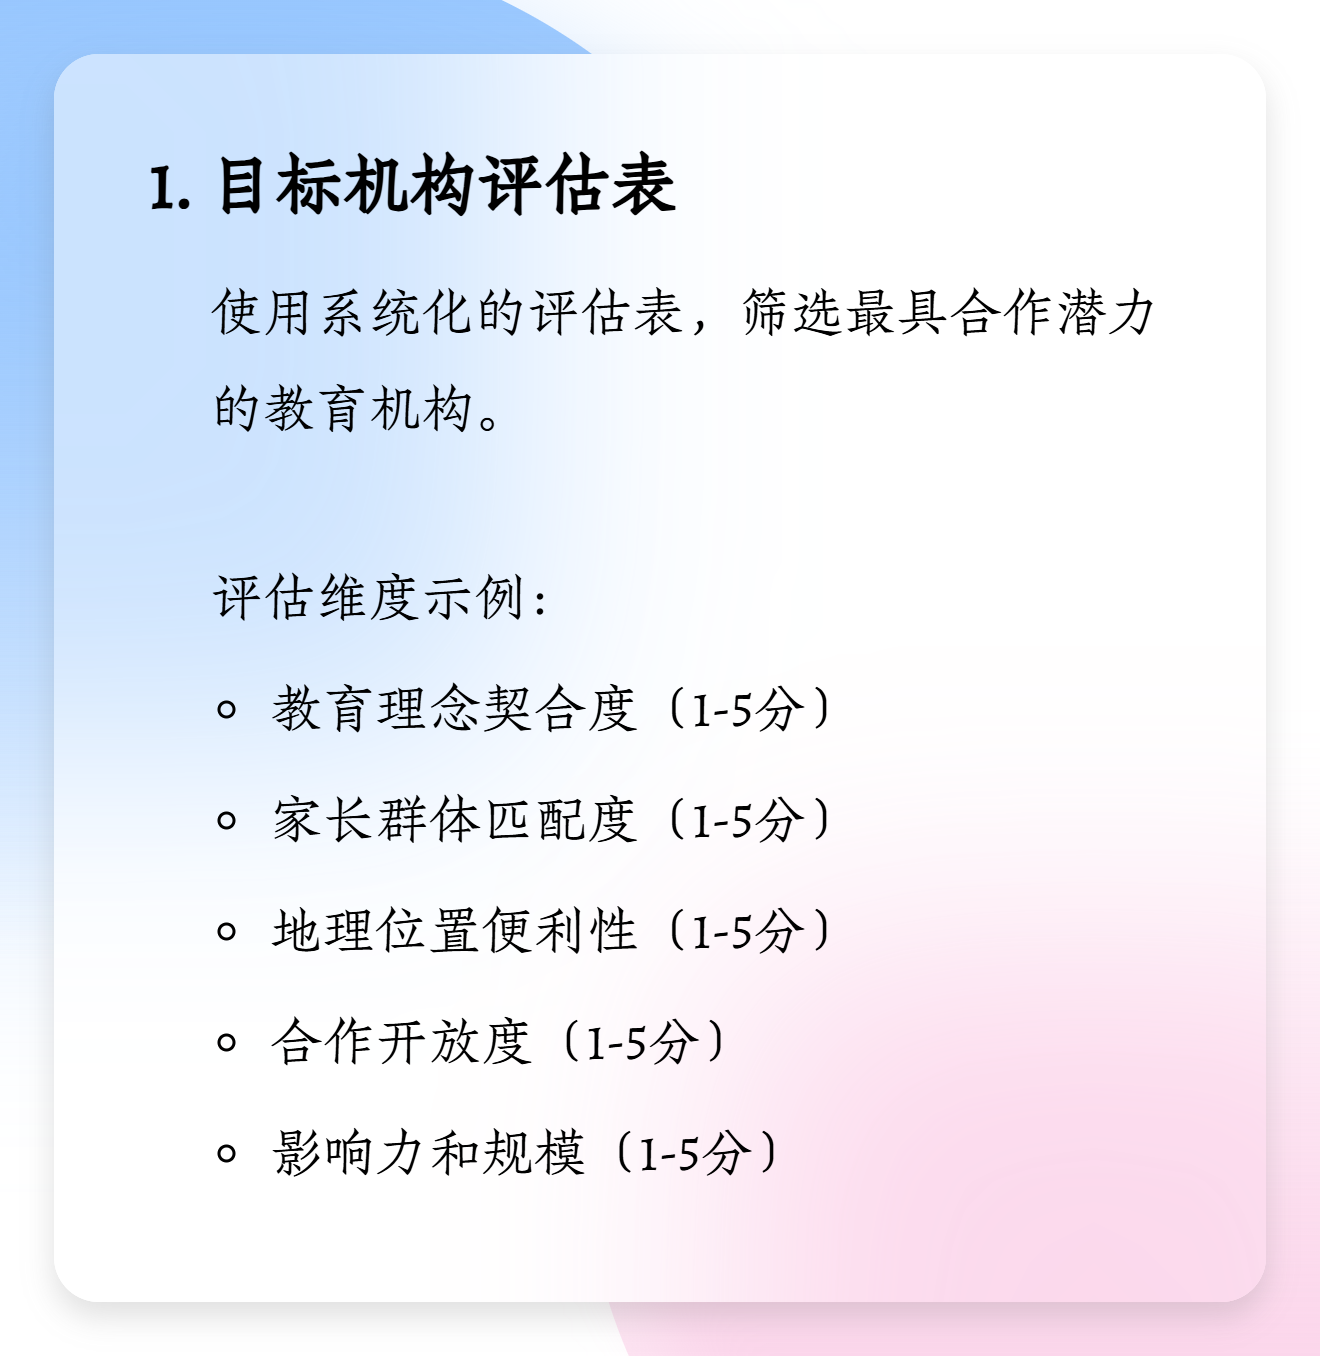 1. 目标机构评估表
使用系统化的评估表，筛选最具合作潜力
的教育机构。
评估维度示例：
教育理念契合度（1-5分）
家长群体匹配度（1-5分）
地理位置便利性（1-5分）
合作开放度（1-5分）
影响力和规模（1-5分）